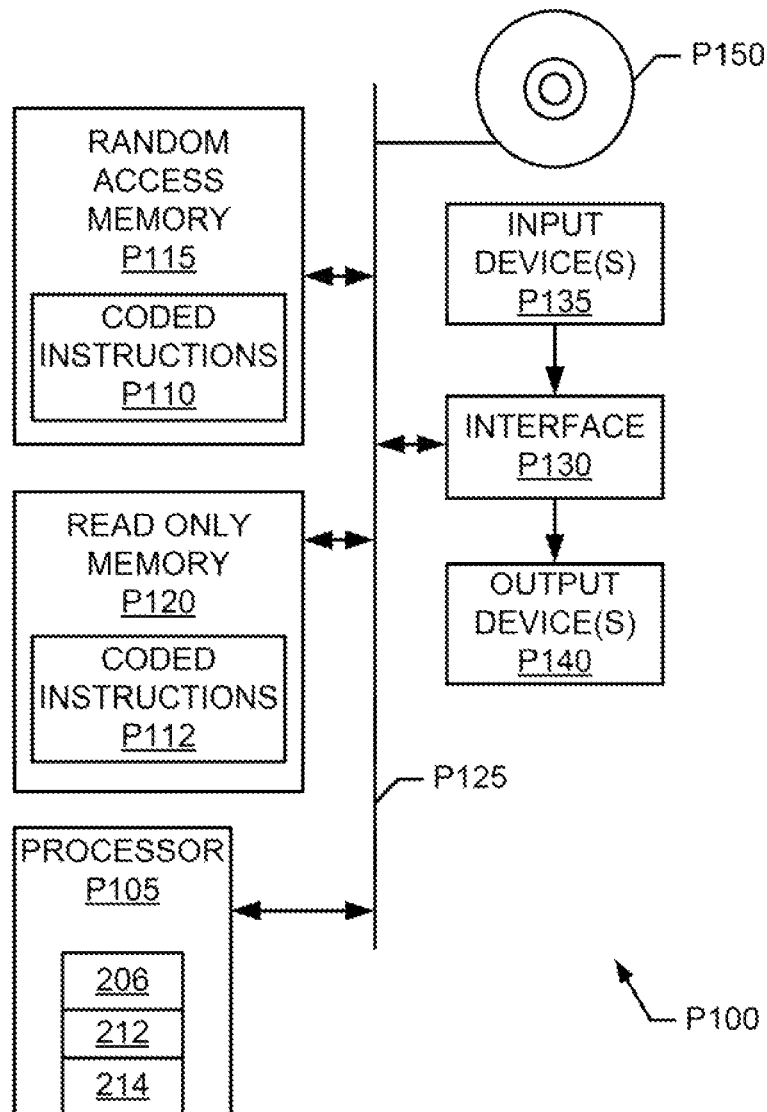 P150
RANDOM
ACCESS
MEMORY
P115
CODED
INSTRUCTIONS
P110
INPUT
DEVICE(S)
P135
INTERFACE
P130
OUTPUT
DEVICE(S)
P140
READ ONLY
MEMORY
P120
CODED
INSTRUCTIONS
P112
P125
PROCESSOR
P105
206
212
214
P100